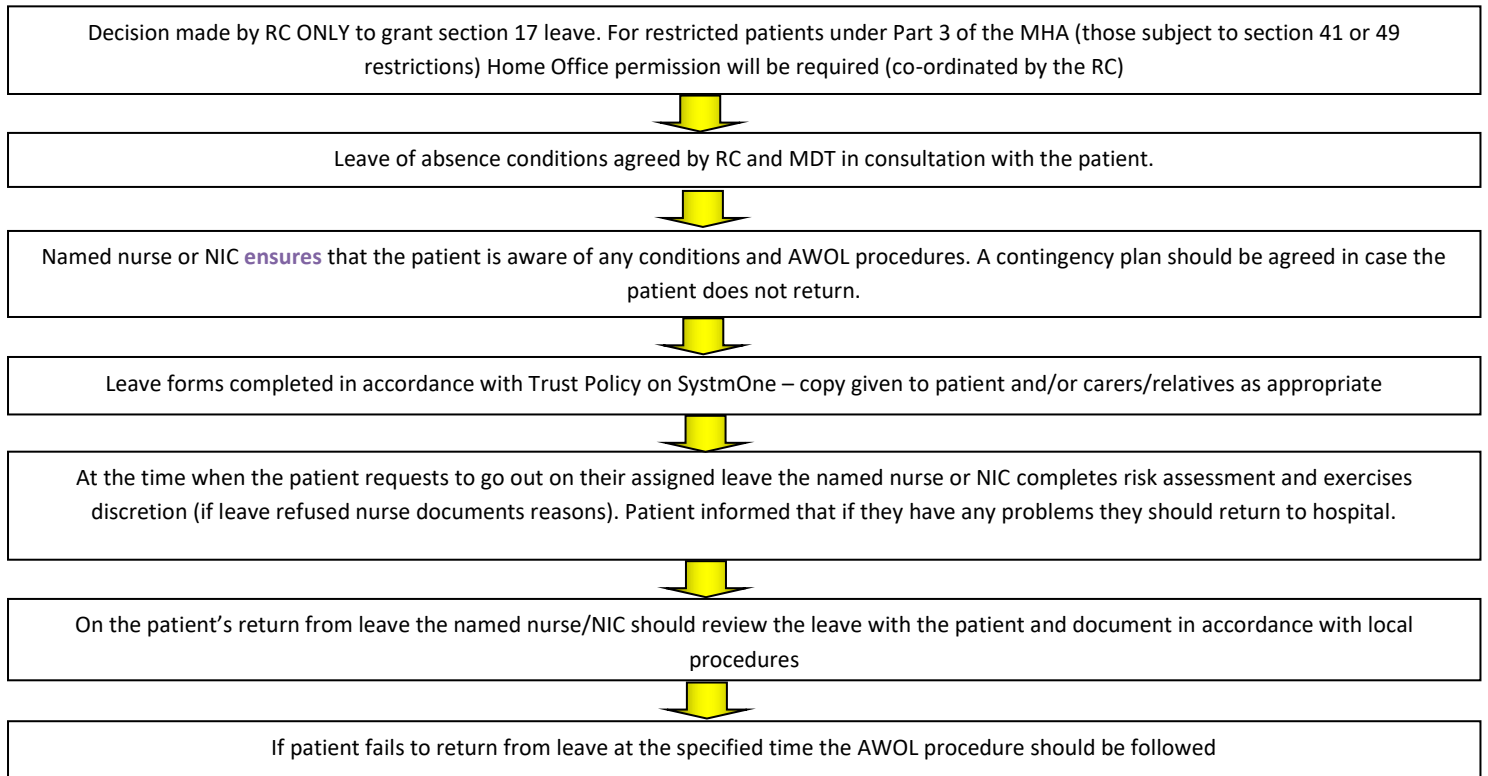 Decision made by RC ONLY to grant section 17 leave. For restricted patients under Part 3 of the MHA (those subject to section 41 or 49
restrictions) Home Office permission will be required (co-ordinated by the RC)
Leave of absence conditions agreed by RC and MDT in consultation with the patient.
Named nurse or NIC ensures that the patient is aware of any conditions and AWOL procedures. A contingency plan should be agreed in case the
patient does not return.
Leave forms completed in accordance with Trust Policy on SystmOne – copy given to patient and/or carers/relatives as appropriate
At the time when the patient requests to go out on their assigned leave the named nurse or NIC completes risk assessment and exercises
discretion (if leave refused nurse documents reasons). Patient informed that if they have any problems they should return to hospital.
On the patient’s return from leave the named nurse/NIC should review the leave with the patient and document in accordance with local
procedures
If patient fails to return from leave at the specified time the AWOL procedure should be followed